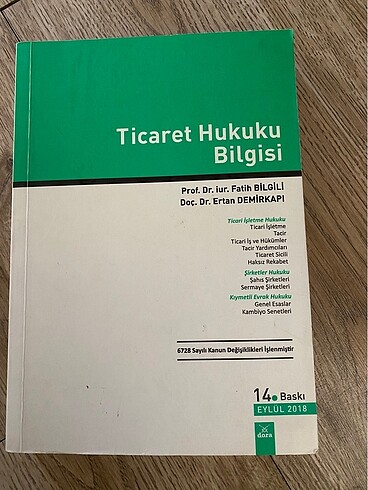 Ticaret Hukuku
Bilgisi
Prof. Dr. iur. Fatih BİLGİLİ
Doç. Dr. Ertan DEMİRKAPI
Ticari İşletme Hukuku
Ticari İşletme
Tacir
Ticari İş ve Hükümler
Tacir Yardımcıları
Ticaret Sicili
Haksız Rekabet
Şirketler Hukuku
Şahıs Şirketleri
Sermaye Şirketleri
Kıymetli Evrak Hukuku
Genel Esaslar
Kambiyo Senetleri
6728 Sayılı Kanun Değişiklikleri İşlenmiştir
14. Baskı
EYLÜL 2018
dora